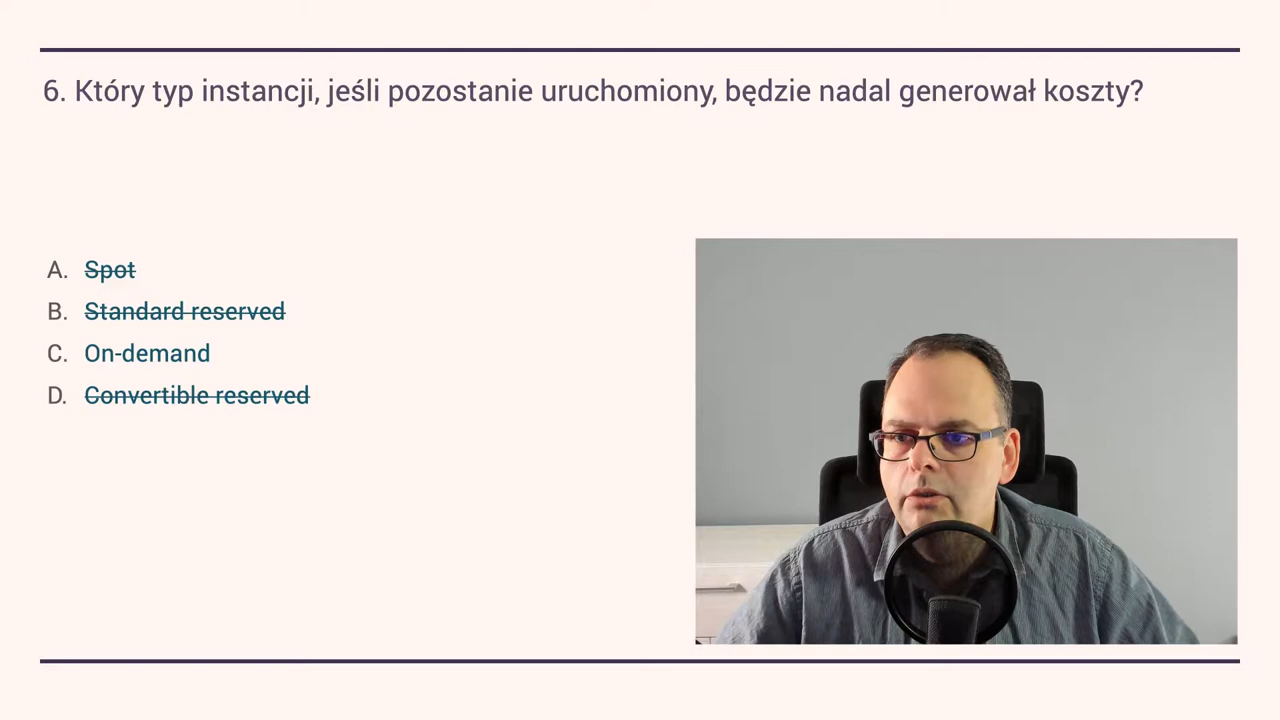 6. Który typ instancji, jeśli pozostanie uruchomiony, będzie nadal generował koszty?
A. Spot
B. Standard reserved
C. On-demand
D. Convertible reserved